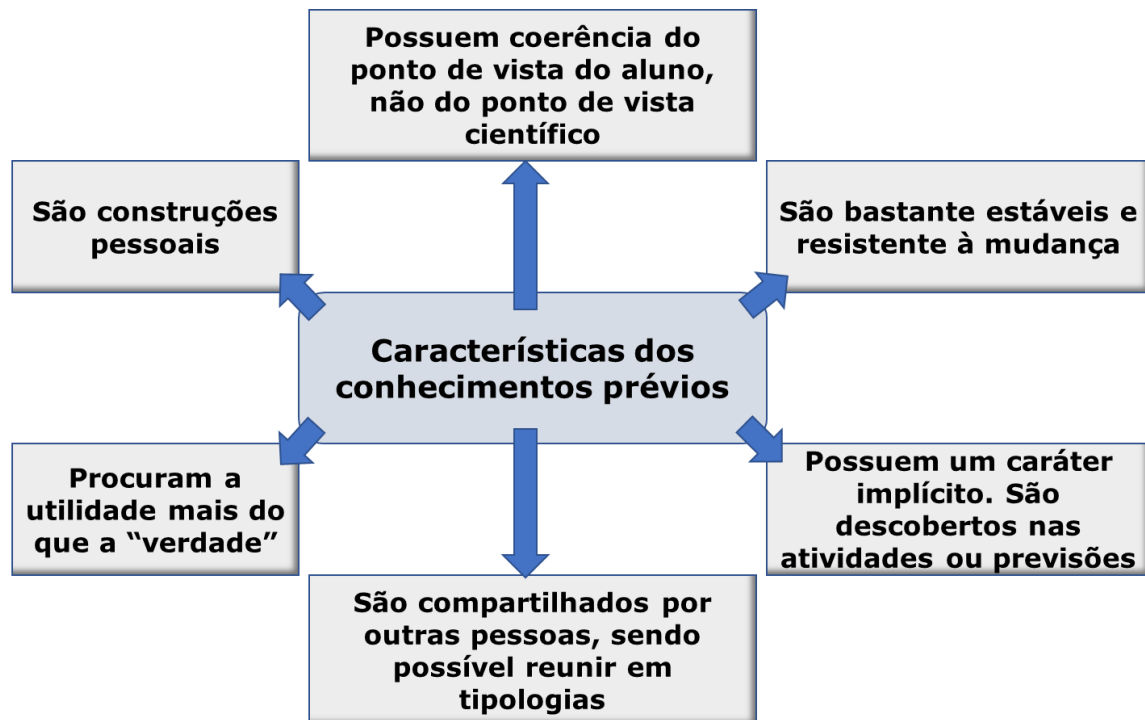 Possuem coerência do
ponto de vista do aluno,
não do ponto de vista
científico
São construções
pessoais
São bastante estáveis e
resistente à mudança
Características dos
conhecimentos prévios
Procuram a
utilidade mais do
que a “verdade”
Possuem um caráter
implícito. São
descobertos nas
atividades ou previsões
São compartilhados por
outras pessoas, sendo
possível reunir em
tipologias